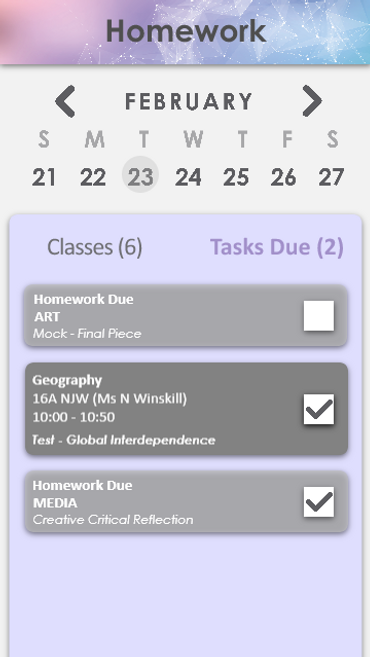 Homework
FEBRUARY
S M T W T F S
21 22 23 24 25 26 27
Classes (6) Tasks Due (2)
Homework Due
ART
Mock - Final Piece
Geography
16A NJW (Ms N Winskill)
10:00 - 10:50
Test - Global Interdependence
Homework Due
MEDIA
Creative Critical Reflection